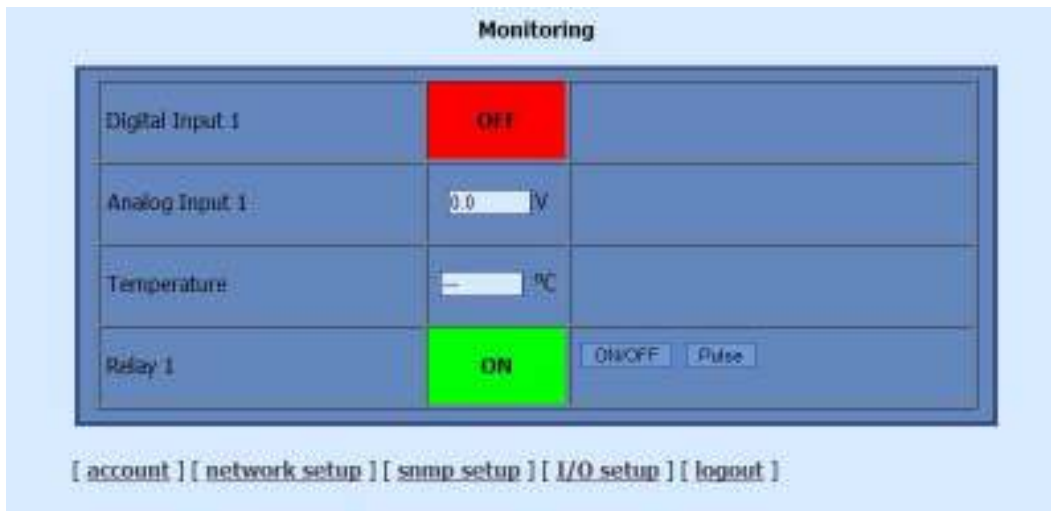 Monitoring
Digital Input 1
OFF
Analog Input 1
0.0 V
Temperature
--- ºC
Relay 1
ON
ON/OFF Pulse
[ account ] [ network setup ] [ snmp setup ] [ I/O setup ] [ logout ]